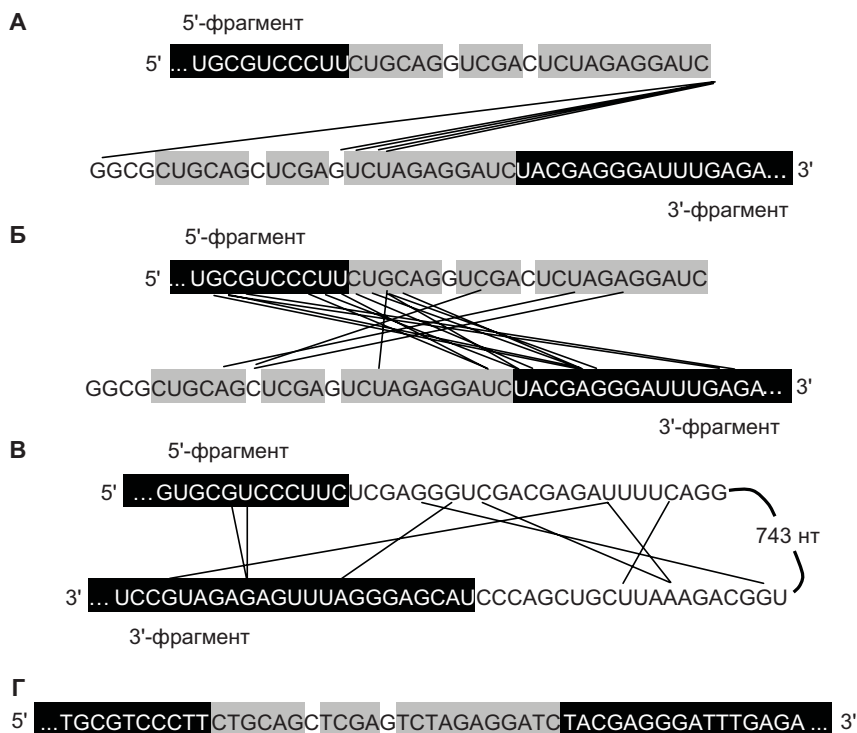 А
5'-фрагмент
5' ... UGCGUCCCUUCUGCAGGUCGACUCUAGAGGAUC
GGCGCUGCAGCUCGAGUCUAGAGGAUCUACGAGGGAUUUGAGA... 3'
3'-фрагмент
Б
5'-фрагмент
5' ... UGCGUCCCUUCUGCAGGUCGACUCUAGAGGAUC
GGCGCUGCAGCUCGAGUCUAGAGGAUCUACGAGGGAUUUGAGA... 3'
3'-фрагмент
В
5'-фрагмент
5' ...GUGCGUCCCUUCUCGAGGGUCGACGAGAUUUUCAGG
743 нт
3' ... UCCGUAGAGAGUUUAGGGAGCAUCCCAGCUGCUUAAAGACGGU
3'-фрагмент
Г
5' ...TGCGTCCCTTCTGCAGCTCGAGTCTAGAGGATCTACGAGGGATTTGAGA ... 3'